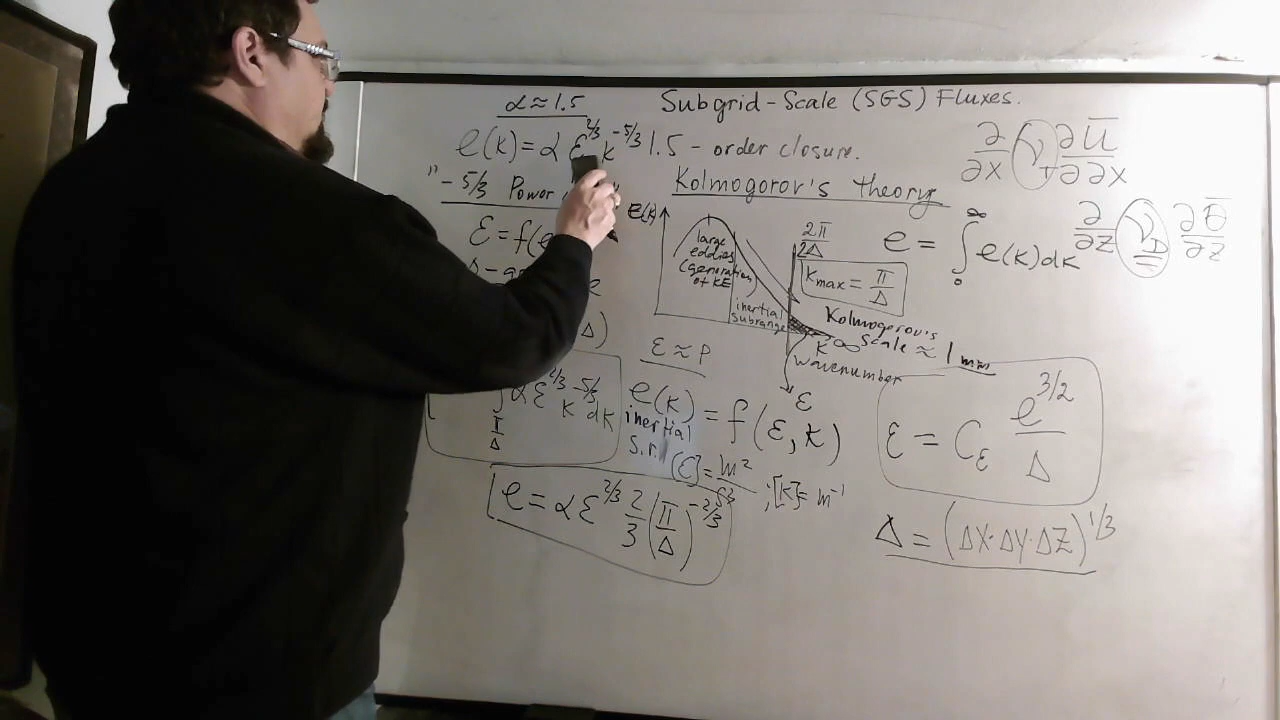 α ≈ 1.5
Subgrid-Scale (SGS) Fluxes.
e(k) = α ε^2/3 k^-5/3
1.5 - order closure.
∂/∂x (ν_T ∂U̅/∂x
" - 5/3 Power
Kolmogorov's theory
ε = f(e
E(k)
large
eddies
(generation
of KE)
inertial
subrange
2π/2Δ
k_max = π/Δ
e = ∫_0^∞ e(k)dk
∂/∂z (ν_D ∂θ̅/∂z
Kolmogorov's
Scale ≈ 1 mm
k ∞
wavenumber
ε
Δ)
ε ≈ P
π/Δ
α ε^2/3 k^-5/3 dk
e(k) = f(ε, k)
inertial
s.r.
[ε] = m²/s³ ; [k] = m^-1
e = α ε^2/3 2/3 (π/Δ)^-2/3
ε = C_ε e^3/2/Δ
Δ = (ΔX·ΔY·ΔZ)^1/3